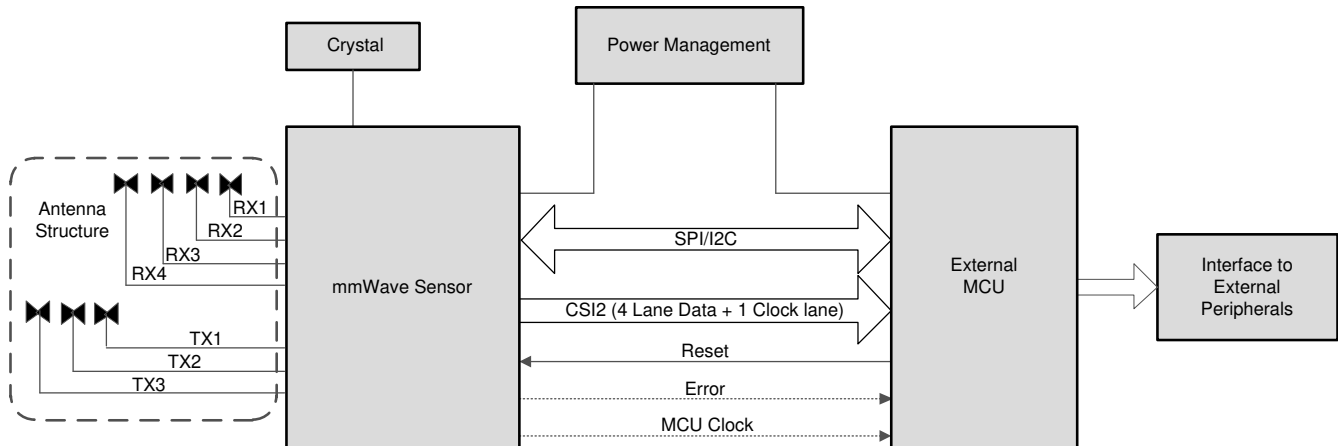 Crystal
Power Management
Antenna
Structure
RX1
RX2
RX3
RX4
TX1
TX2
TX3
mmWave Sensor
SPI/I2C
CSI2 (4 Lane Data + 1 Clock lane)
Reset
Error
MCU Clock
External
MCU
Interface to
External
Peripherals